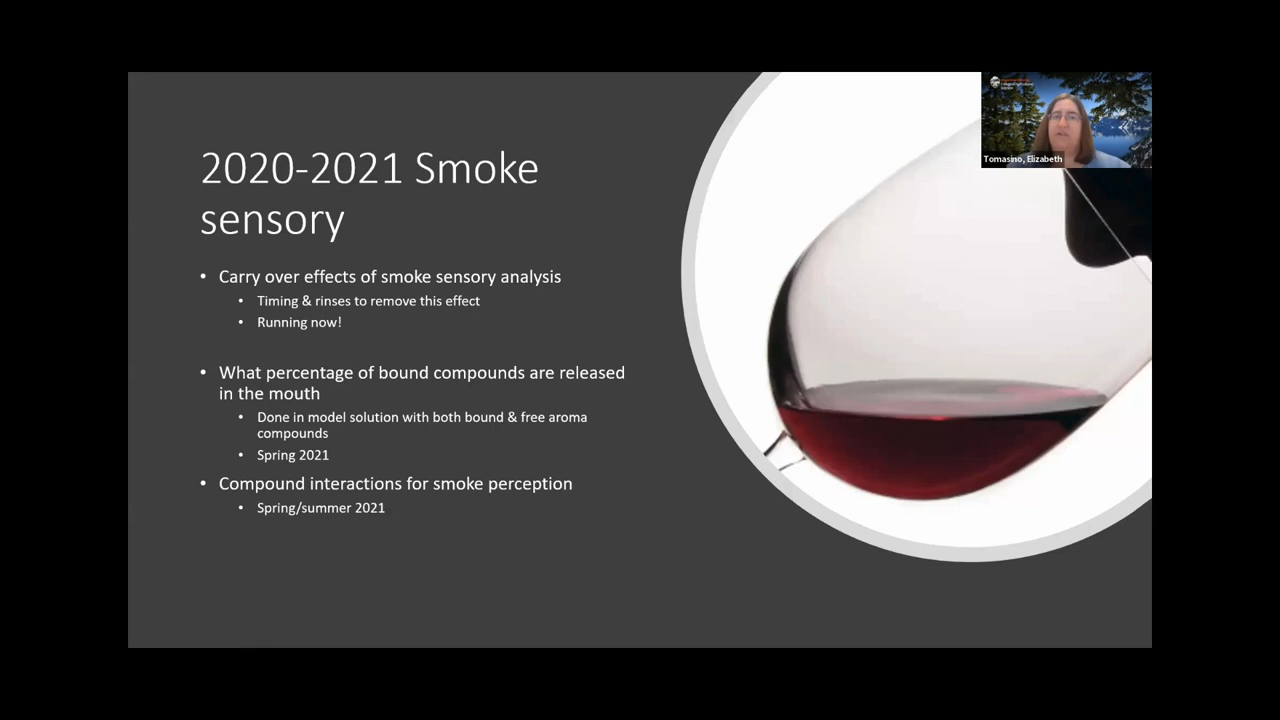 2020-2021 Smoke
sensory
• Carry over effects of smoke sensory analysis
• Timing & rinses to remove this effect
• Running now!
• What percentage of bound compounds are released
in the mouth
• Done in model solution with both bound & free aroma
compounds
• Spring 2021
• Compound interactions for smoke perception
• Spring/summer 2021
Tomasino, Elizabeth